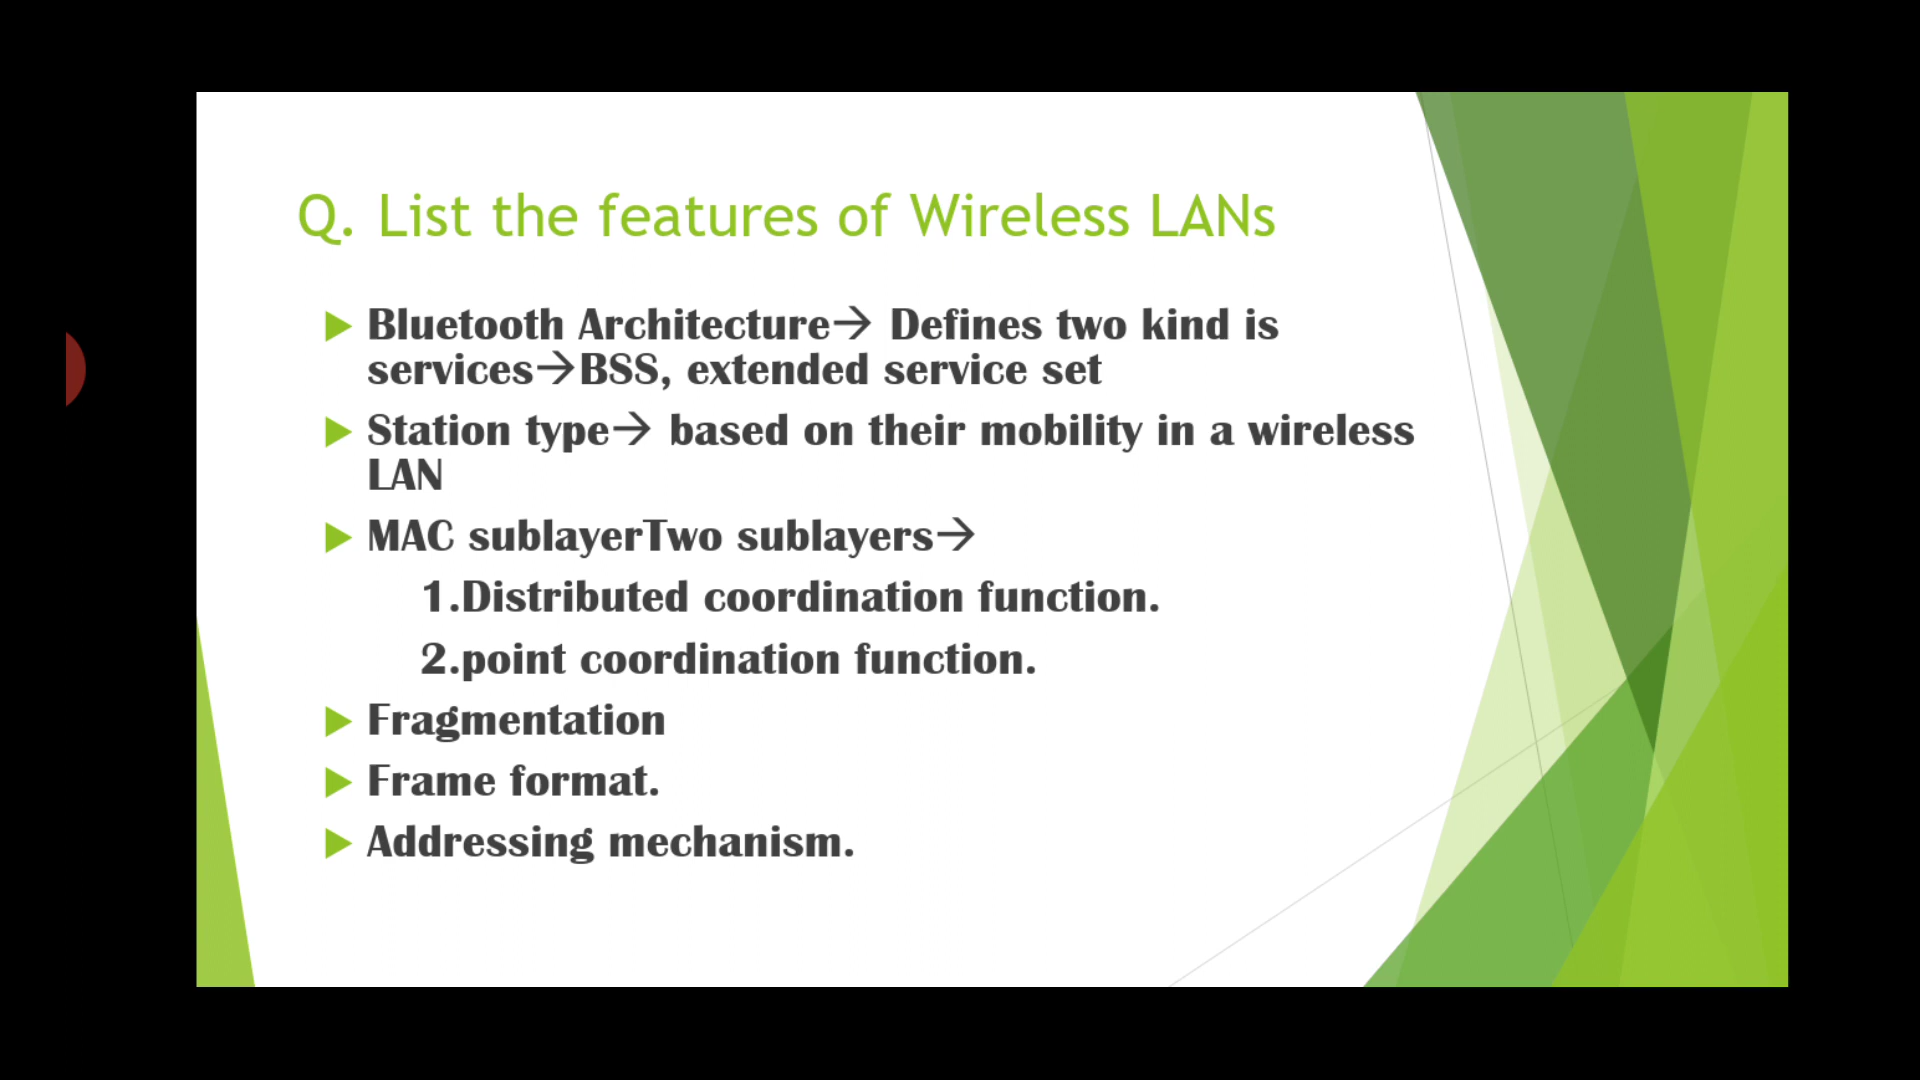 Q. List the features of Wireless LANs
Bluetooth Architecture→ Defines two kind is
services→BSS, extended service set
Station type→ based on their mobility in a wireless
LAN
MAC sublayerTwo sublayers→
1.Distributed coordination function.
2.point coordination function.
Fragmentation
Frame format.
Addressing mechanism.